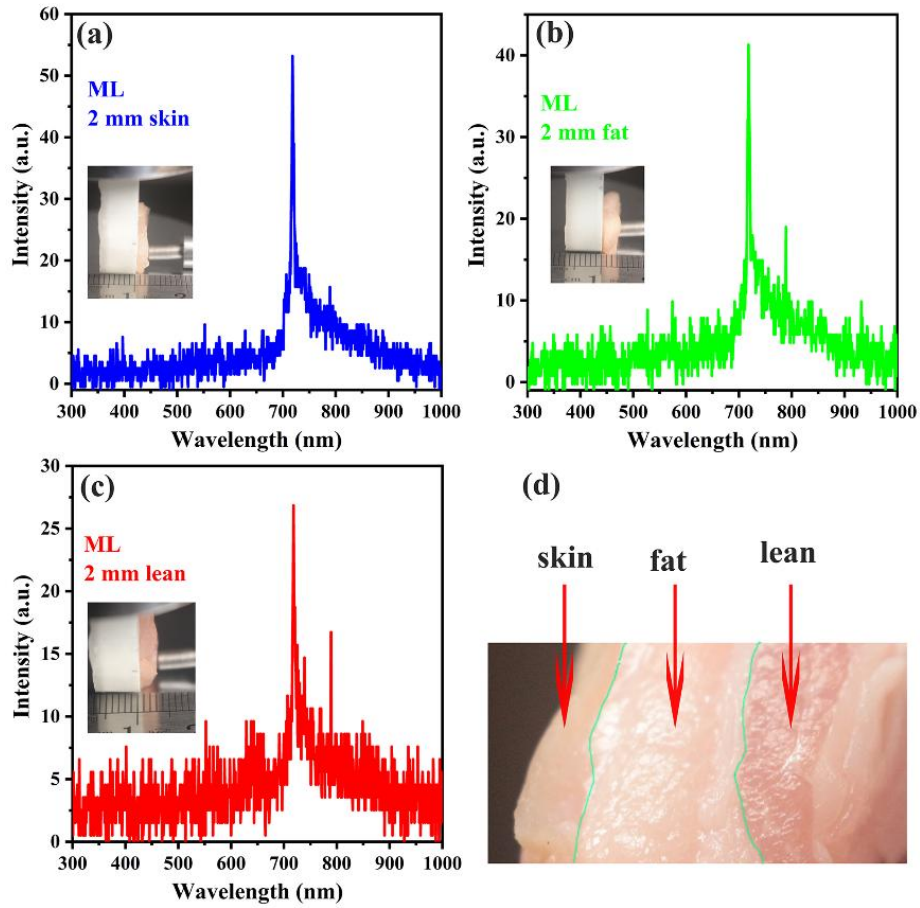 (a)
ML
2 mm skin
Intensity (a.u.)
60
50
40
30
20
10
0
300 400 500 600 700 800 900 1000
Wavelength (nm)
(b)
ML
2 mm fat
Intensity (a.u.)
40
30
20
10
0
300 400 500 600 700 800 900 1000
Wavelength (nm)
(c)
ML
2 mm lean
Intensity (a.u.)
30
25
20
15
10
5
0
300 400 500 600 700 800 900 1000
Wavelength (nm)
(d)
skin fat lean